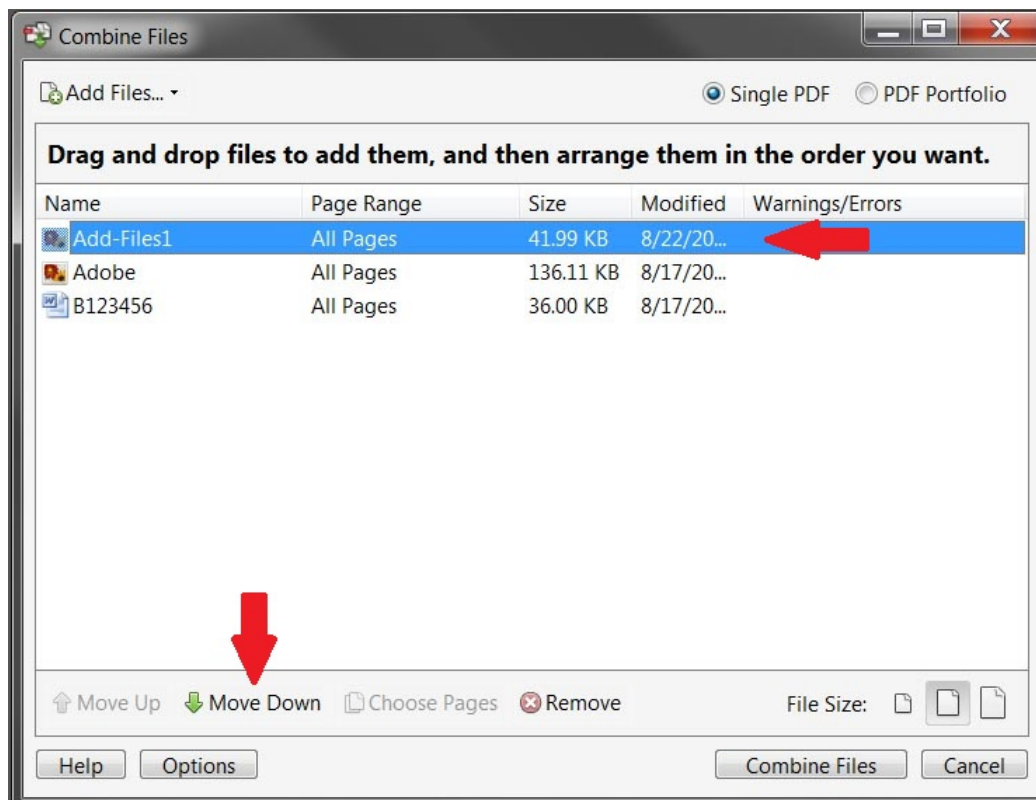 Combine Files
Add Files...
Single PDF PDF Portfolio
Drag and drop files to add them, and then arrange them in the order you want.
Name Page Range Size Modified Warnings/Errors
Add-Files1 All Pages 41.99 KB 8/22/20...
Adobe All Pages 136.11 KB 8/17/20...
B123456 All Pages 36.00 KB 8/17/20...
Move Up Move Down Choose Pages Remove File Size:
Help Options Combine Files Cancel